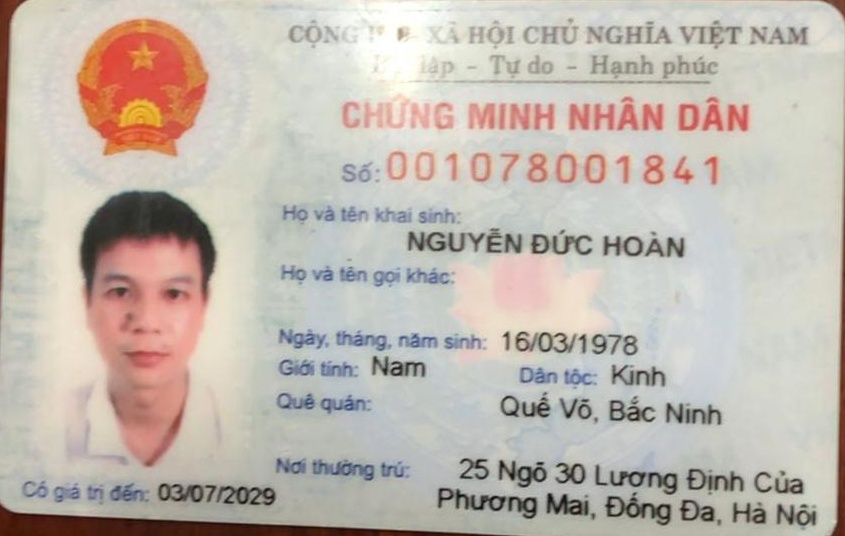 CỘNG XÃ HỘI CHỦ NGHĨA VIỆT NAM
lập - Tự do - Hạnh phúc
CHỨNG MINH NHÂN DÂN
Số: 001078001841
Họ và tên khai sinh:
NGUYỄN ĐỨC HOÀN
Họ và tên gọi khác:
Ngày, tháng, năm sinh: 16/03/1978
Giới tính: Nam Dân tộc: Kinh
Quê quán: Quế Võ, Bắc Ninh
Nơi thường trú: 25 Ngõ 30 Lương Định Của
Phương Mai, Đống Đa, Hà Nội
Có giá trị đến: 03/07/2029